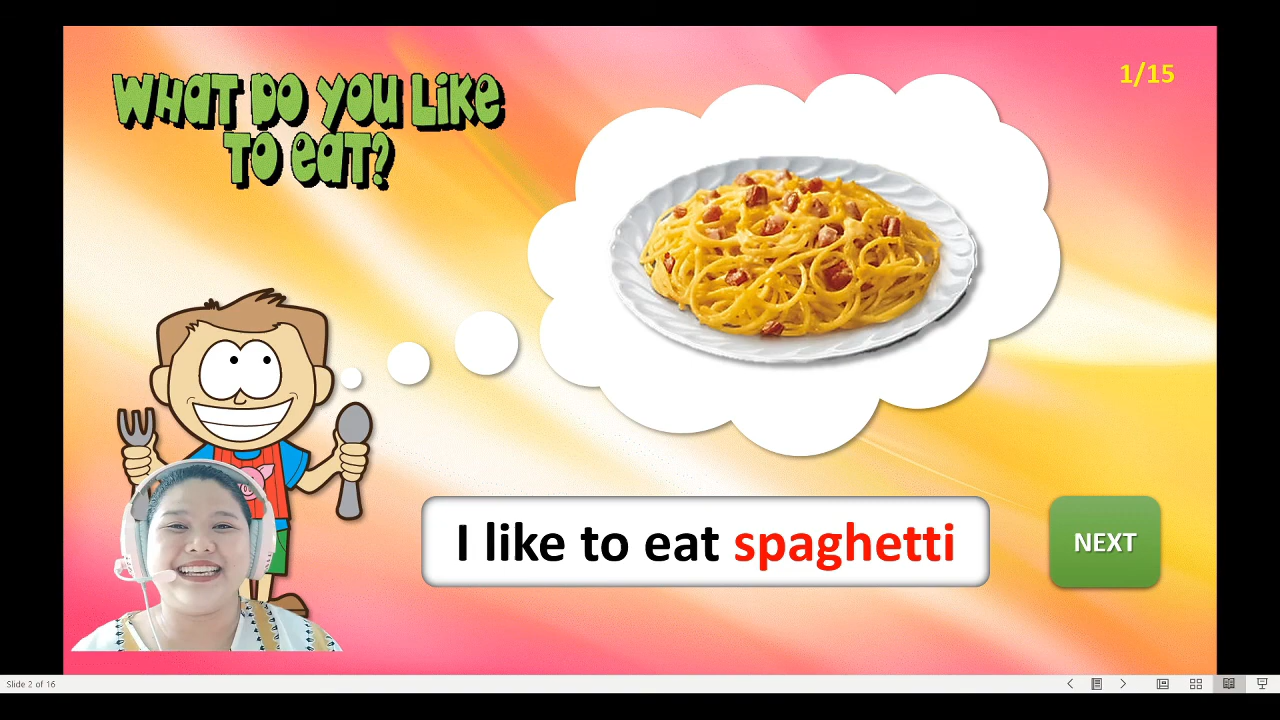 WHAT DO YOU LIKE
TO EAT?
1/15
I like to eat spaghetti
NEXT
Slide 2 of 16